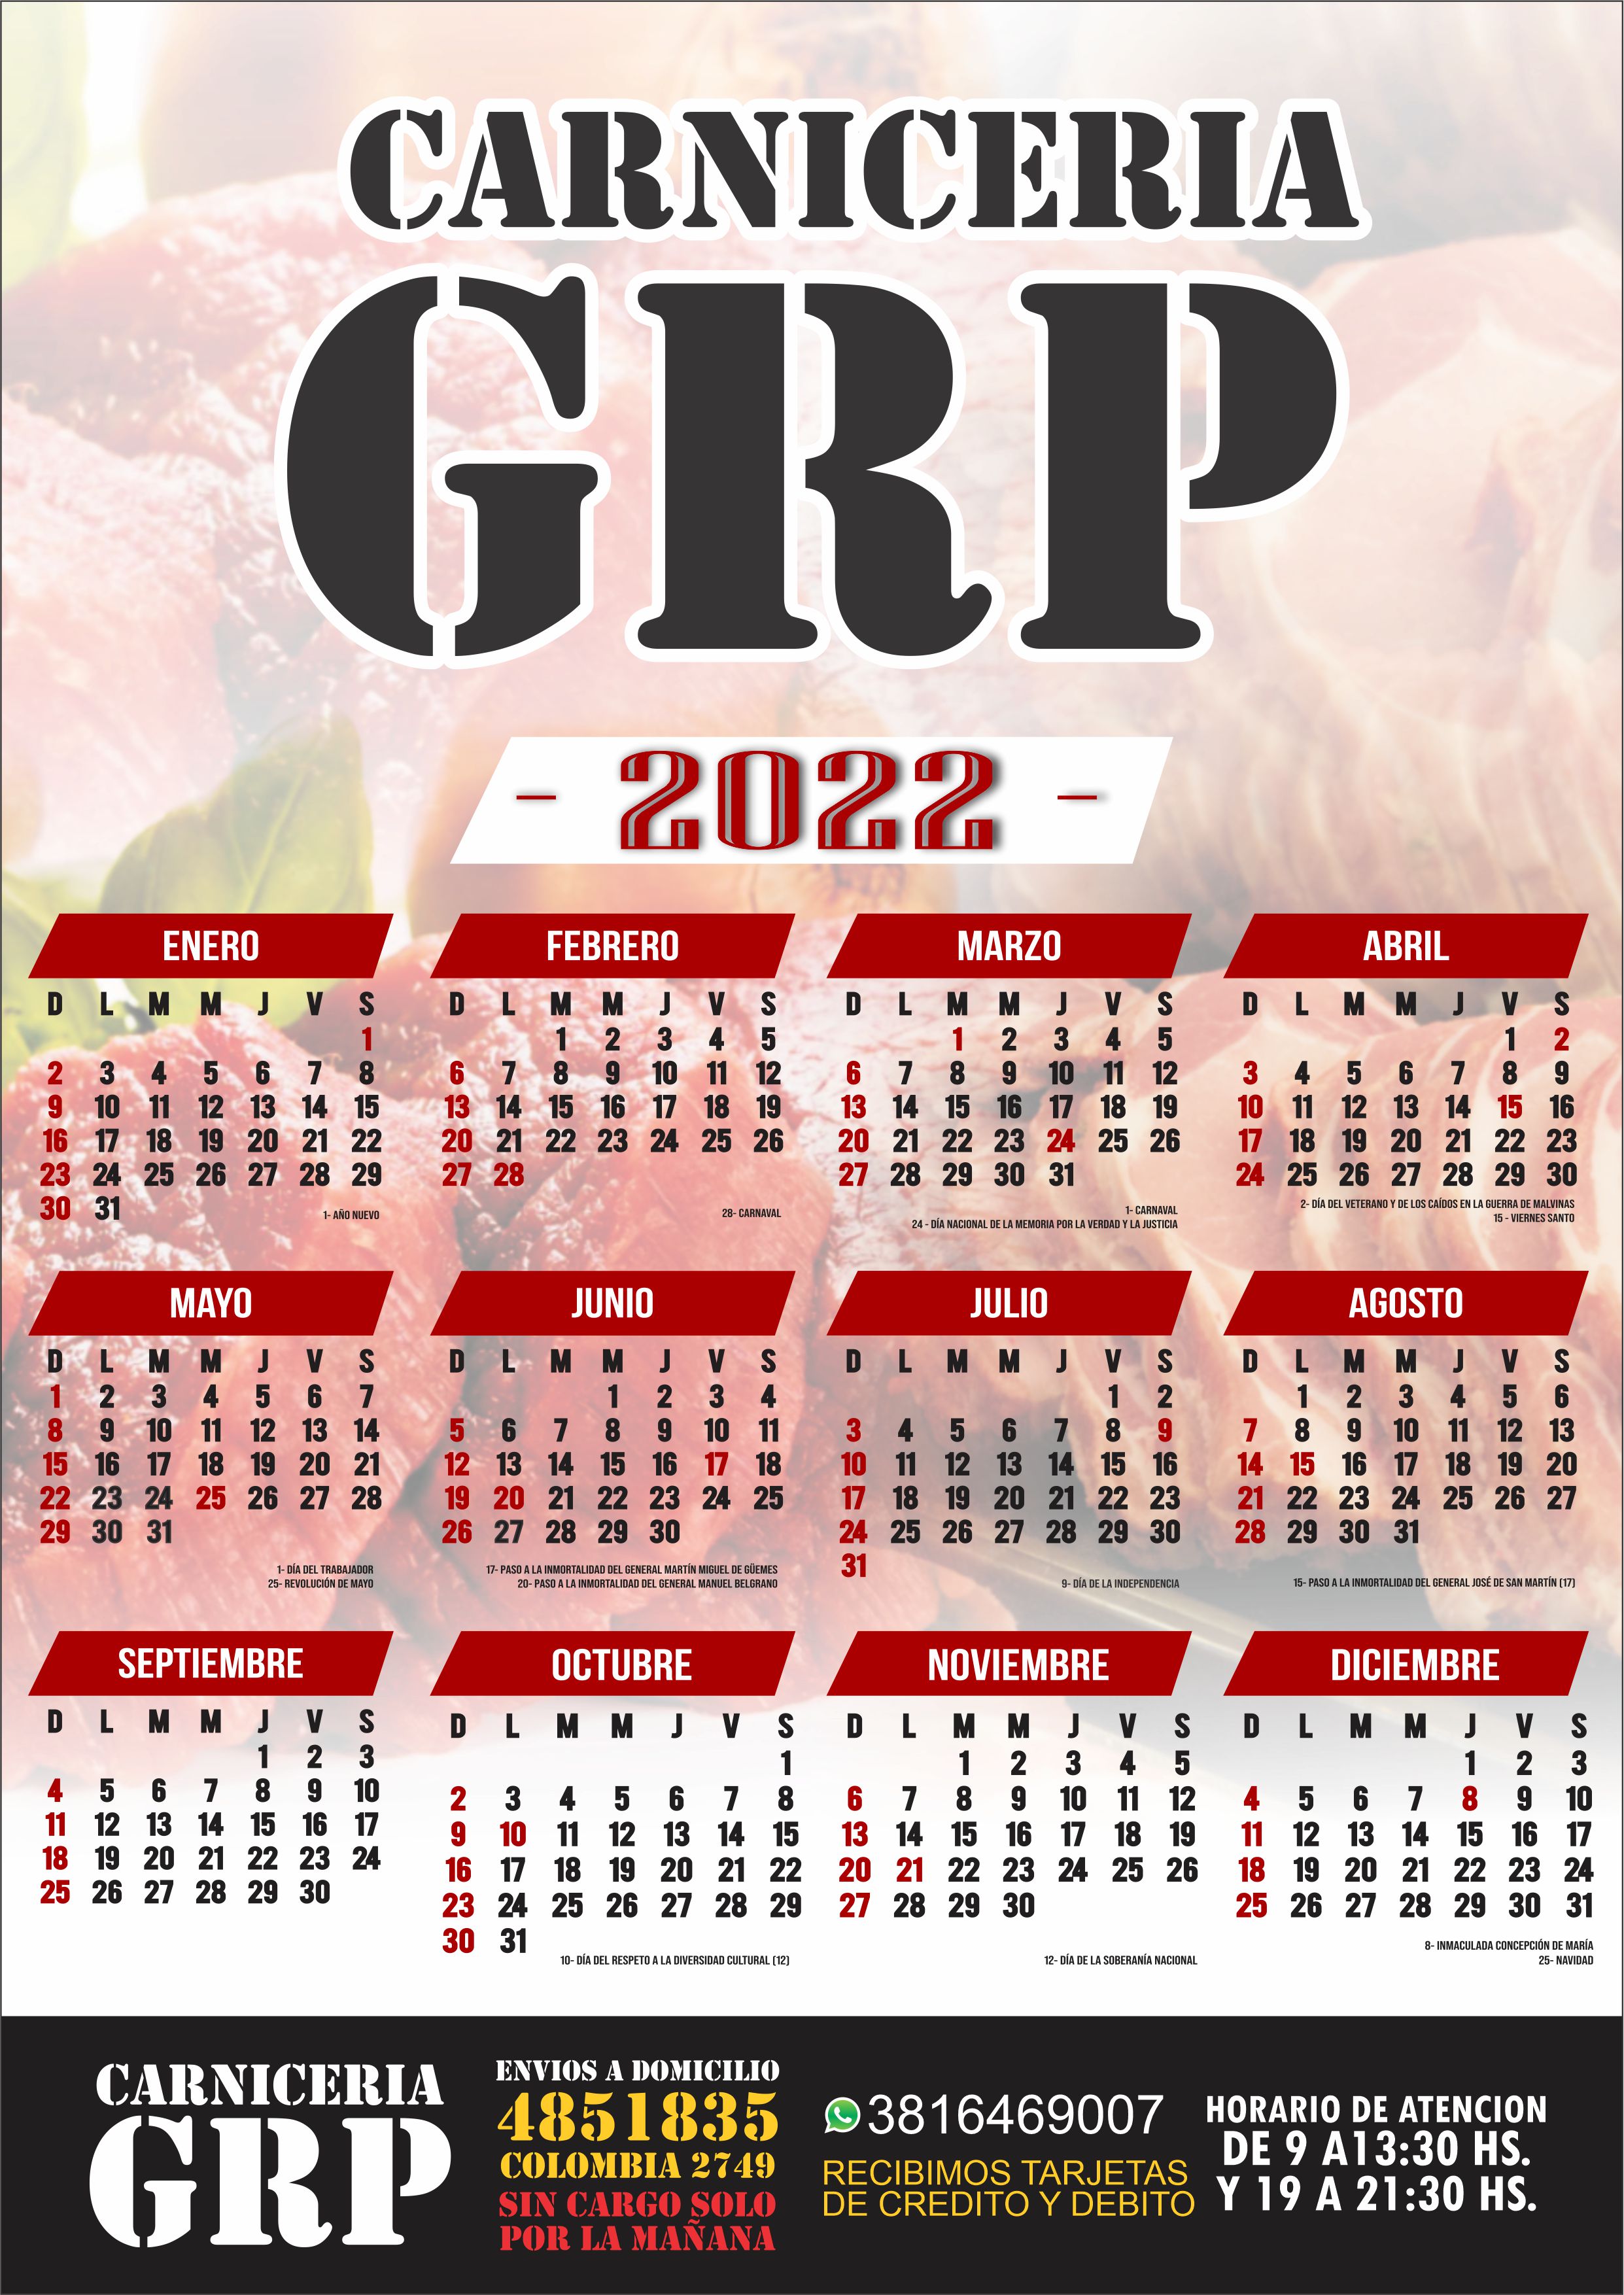 CARNICERIA
GRP
- 2022 -
ENERO
D L M M J V S
1
2 3 4 5 6 7 8
9 10 11 12 13 14 15
16 17 18 19 20 21 22
23 24 25 26 27 28 29
30 31
1- AÑO NUEVO
FEBRERO
D L M M J V S
1 2 3 4 5
6 7 8 9 10 11 12
13 14 15 16 17 18 19
20 21 22 23 24 25 26
27 28
28- CARNAVAL
MARZO
D L M M J V S
1 2 3 4 5
6 7 8 9 10 11 12
13 14 15 16 17 18 19
20 21 22 23 24 25 26
27 28 29 30 31
1- CARNAVAL
24 - DÍA NACIONAL DE LA MEMORIA POR LA VERDAD Y LA JUSTICIA
ABRIL
D L M M J V S
1 2
3 4 5 6 7 8 9
10 11 12 13 14 15 16
17 18 19 20 21 22 23
24 25 26 27 28 29 30
2- DÍA DEL VETERANO Y DE LOS CAÍDOS EN LA GUERRA DE MALVINAS
15 - VIERNES SANTO
MAYO
D L M M J V S
1 2 3 4 5 6 7
8 9 10 11 12 13 14
15 16 17 18 19 20 21
22 23 24 25 26 27 28
29 30 31
1- DÍA DEL TRABAJADOR
25- REVOLUCIÓN DE MAYO
JUNIO
D L M M J V S
1 2 3 4
5 6 7 8 9 10 11
12 13 14 15 16 17 18
19 20 21 22 23 24 25
26 27 28 29 30
17- PASO A LA INMORTALIDAD DEL GENERAL MARTÍN MIGUEL DE GÜEMES
20- PASO A LA INMORTALIDAD DEL GENERAL MANUEL BELGRANO
JULIO
D L M M J V S
1 2
3 4 5 6 7 8 9
10 11 12 13 14 15 16
17 18 19 20 21 22 23
24 25 26 27 28 29 30
31
9- DÍA DE LA INDEPENDENCIA
AGOSTO
D L M M J V S
1 2 3 4 5 6
7 8 9 10 11 12 13
14 15 16 17 18 19 20
21 22 23 24 25 26 27
28 29 30 31
15- PASO A LA INMORTALIDAD DEL GENERAL JOSÉ DE SAN MARTÍN (17)
SEPTIEMBRE
D L M M J V S
1 2 3
4 5 6 7 8 9 10
11 12 13 14 15 16 17
18 19 20 21 22 23 24
25 26 27 28 29 30
OCTUBRE
D L M M J V S
1
2 3 4 5 6 7 8
9 10 11 12 13 14 15
16 17 18 19 20 21 22
23 24 25 26 27 28 29
30 31
10- DÍA DEL RESPETO A LA DIVERSIDAD CULTURAL (12)
NOVIEMBRE
D L M M J V S
1 2 3 4 5
6 7 8 9 10 11 12
13 14 15 16 17 18 19
20 21 22 23 24 25 26
27 28 29 30
12- DÍA DE LA SOBERANÍA NACIONAL
DICIEMBRE
D L M M J V S
1 2 3
4 5 6 7 8 9 10
11 12 13 14 15 16 17
18 19 20 21 22 23 24
25 26 27 28 29 30 31
8- INMACULADA CONCEPCIÓN DE MARÍA
25- NAVIDAD
CARNICERIA
GRP
ENVIOS A DOMICILIO
4851835
COLOMBIA 2749
SIN CARGO SOLO
POR LA MAÑANA
3816469007
RECIBIMOS TARJETAS
DE CREDITO Y DEBITO
HORARIO DE ATENCION
DE 9 A13:30 HS.
Y 19 A 21:30 HS.